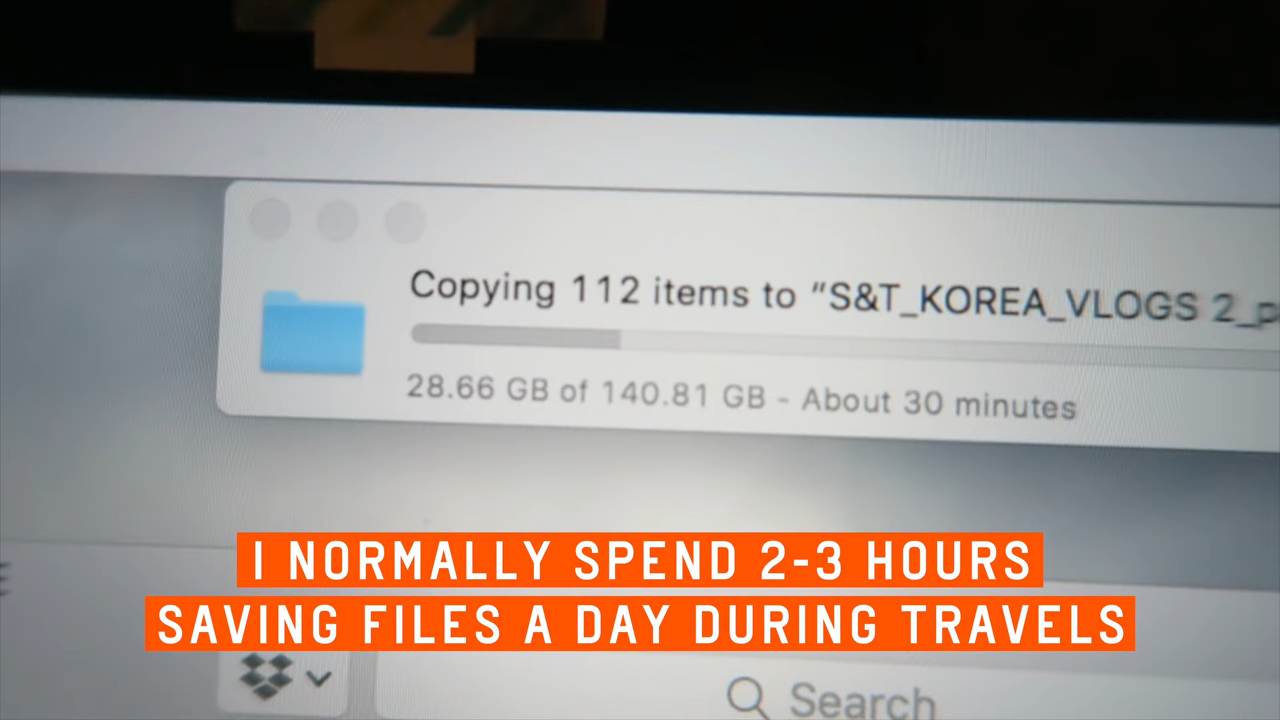 Copying 112 items to “S&T_KOREA_VLOGS 2_p
28.66 GB of 140.81 GB - About 30 minutes
I NORMALLY SPEND 2-3 HOURS
SAVING FILES A DAY DURING TRAVELS
Search